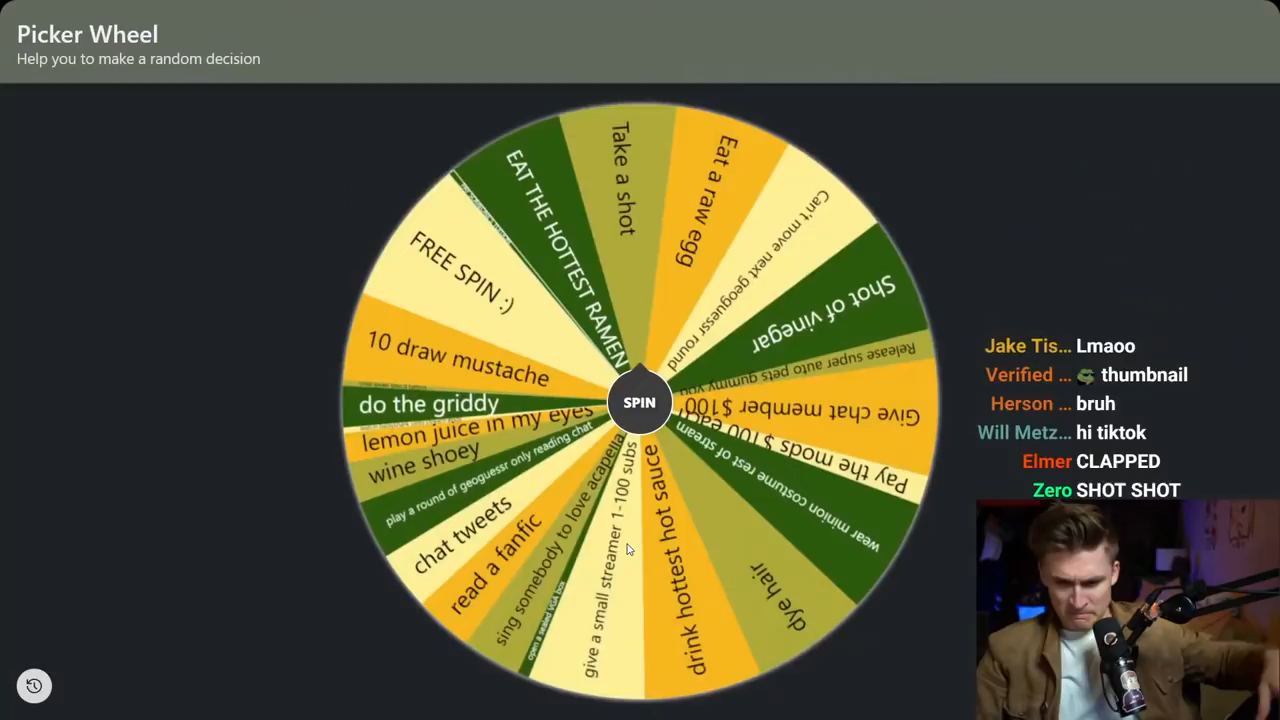 Picker Wheel
Help you to make a random decision
Take a shot
Eat a raw egg
Can't move next geoguessr round
Shot of vinegar
Release super auto pets gummy you
Give chat member $100
Pay the mods $100 each
wear minion costume rest of stream
dye hair
drink hottest hot sauce
give a small streamer 1-100 subs
open a sealed VGA box
sing somebody to love acapella
read a fanfic
chat tweets
play a round of geoguessr only reading chat
wine shoey
lemon juice in my eyes
do the griddy
10 draw mustache
FREE SPIN :)
EAT THE HOTTEST RAMEN
SPIN
Jake Tis... Lmaoo
Verified ... thumbnail
Herson ... bruh
Will Metz... hi tiktok
Elmer CLAPPED
Zero SHOT SHOT